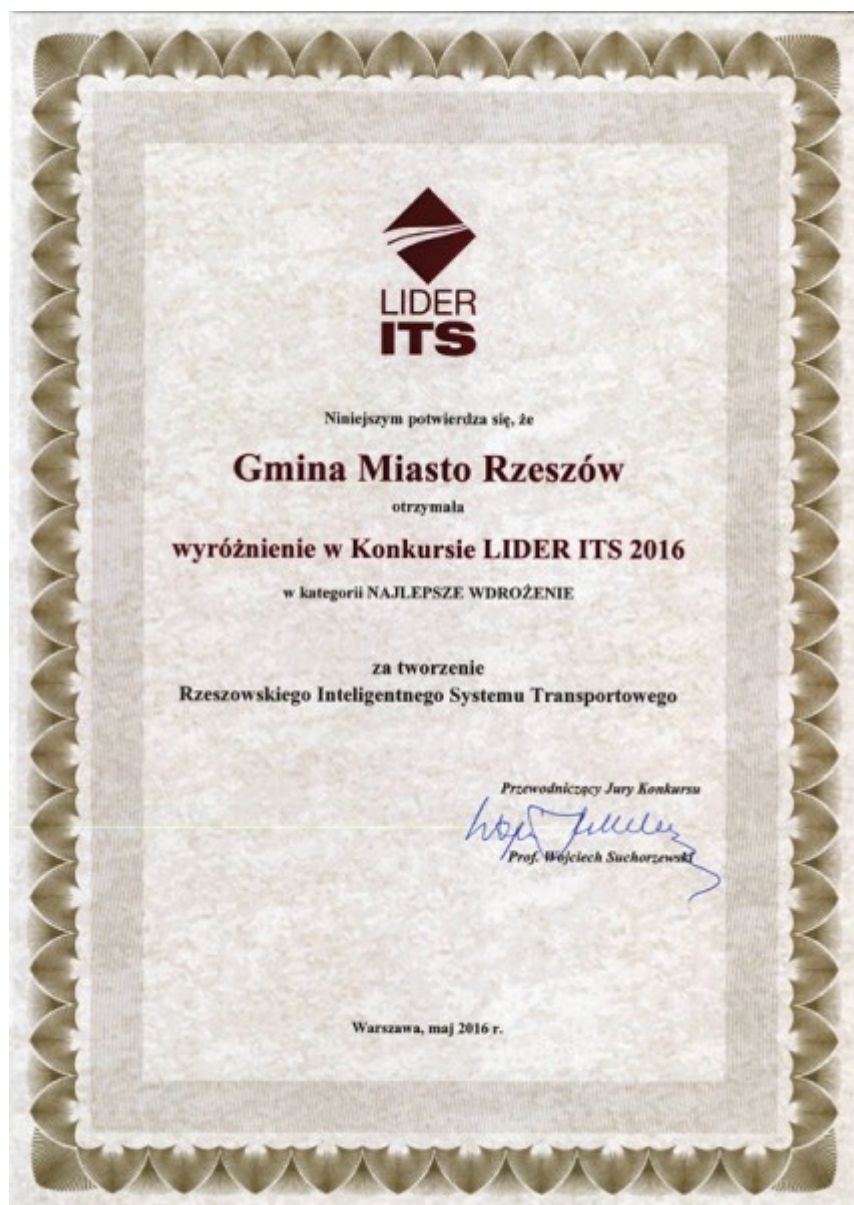 LIDER
ITS
Niniejszym potwierdza się, że
Gmina Miasto Rzeszów
otrzymała
wyróżnienie w Konkursie LIDER ITS 2016
w kategorii NAJLEPSZE WDROŻENIE
za tworzenie
Rzeszowskiego Inteligentnego Systemu Transportowego
Przewodniczący Jury Konkursu
Prof. Wojciech Suchorzewski
Warszawa, maj 2016 r.